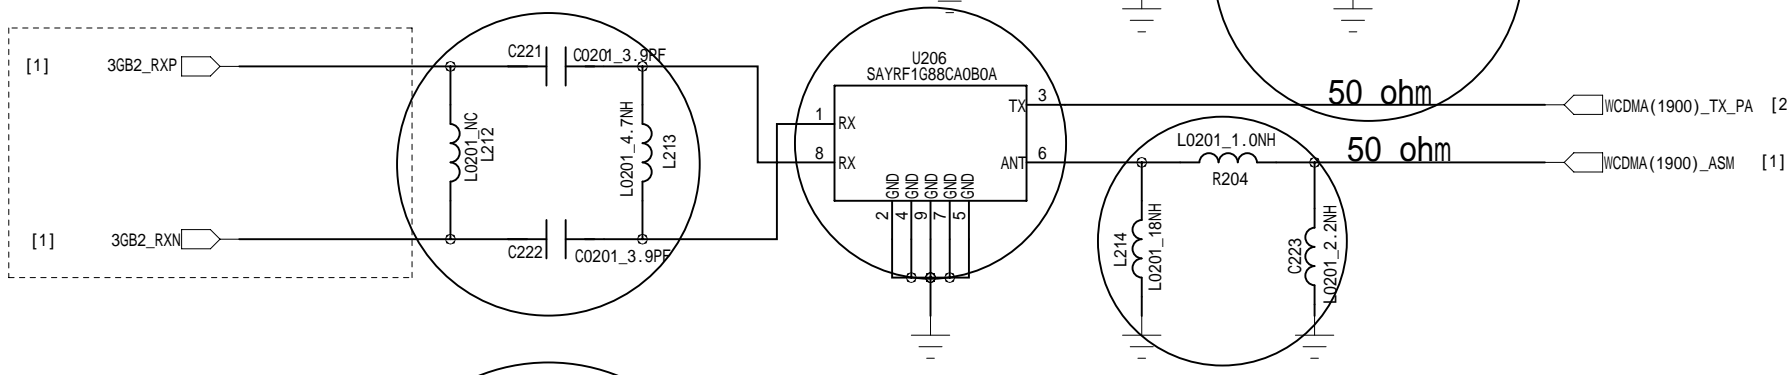 [1] 3GB2_RXP
C221 C0201_3.9PF
L0201_NC
L212
L0201_4.7NH
L213
[1] 3GB2_RXN
C222 C0201_3.9PF
U206
SAYRF1G88CA0B0A
1 RX
8 RX
TX 3
ANT 6
GND GND GND GND GND
2 4 9 7 5
50 ohm
WCDMA(1900)_TX_PA [2
L0201_1.0NH
R204
50 ohm
WCDMA(1900)_ASM [1]
L214
L0201_18NH
C223
L0201_2.2NH